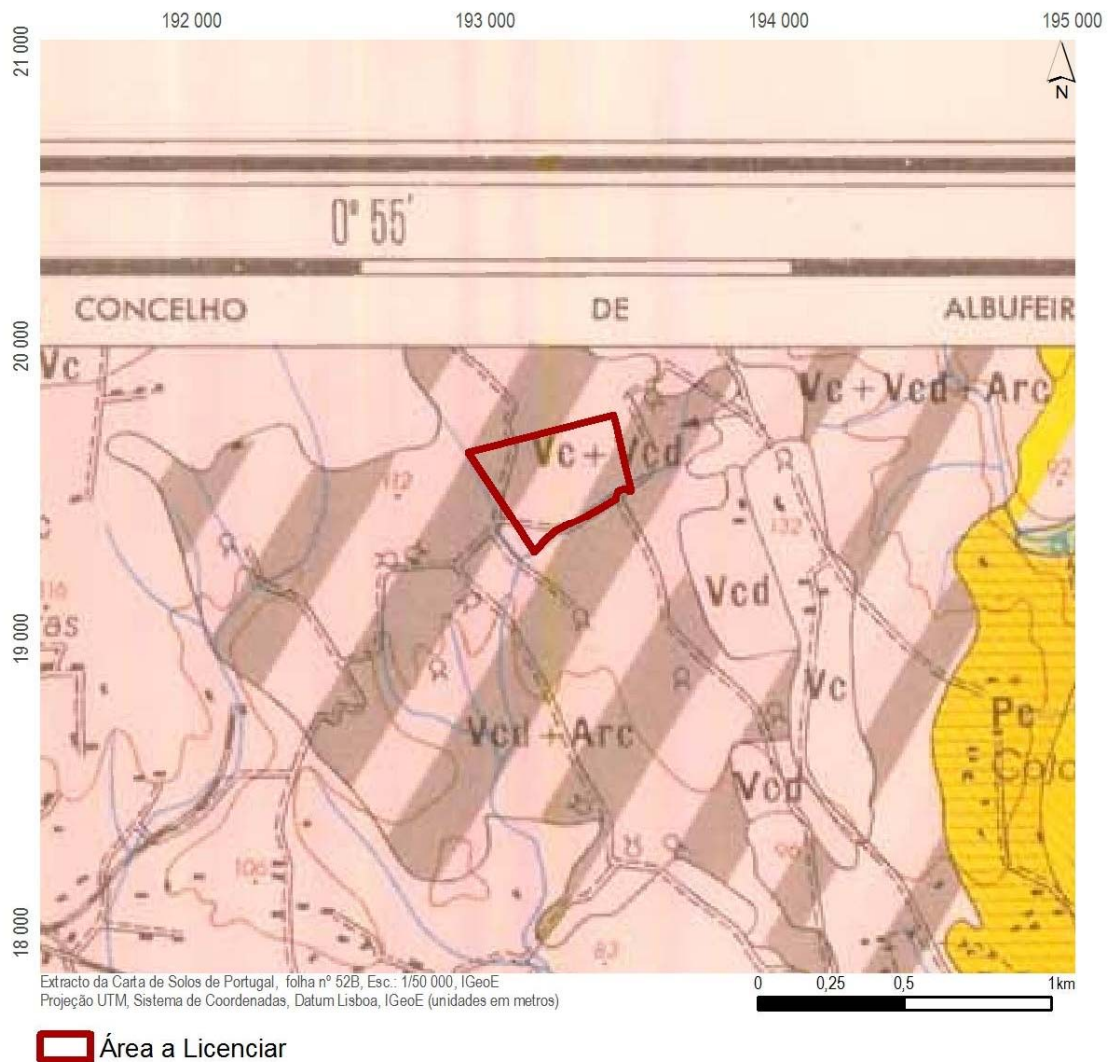 192 000
193 000
194 000
195 000
21 000
N
0° 55'
CONCELHO
DE
ALBUFEIR
20 000
Vc
Vc + Vcd + Arc
Vc + Vcd
92
112
132
Vcd
116
as
19 000
Vc
Vcd + Arc
Pc
Colo
Vcd
106
99
83
18 000
Extracto da Carta de Solos de Portugal, folha nº 52B, Esc.: 1/50 000, IGeoE
Projeção UTM, Sistema de Coordenadas, Datum Lisboa, IGeoE (unidades em metros)
0
0,25
0,5
1km
Área a Licenciar